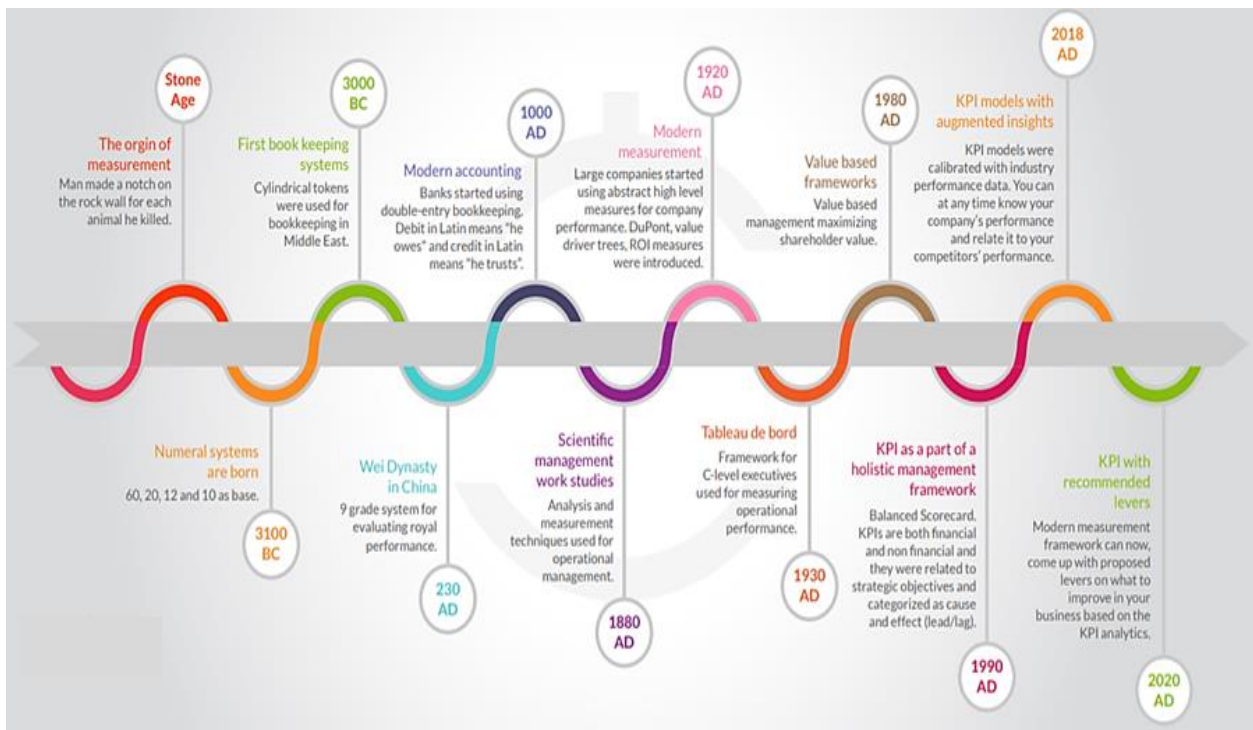 Stone
Age
The orgin of
measurement
Man made a notch on
the rock wall for each
animal he killed.
Numeral systems
are born
60, 20, 12 and 10 as base.
3100
BC
3000
BC
First book keeping
systems
Cylindrical tokens
were used for
bookkeeping in
Middle East.
Wei Dynasty
in China
9 grade system for
evaluating royal
performance.
230
AD
1000
AD
Modern accounting
Banks started using
double-entry bookkeeping.
Debit in Latin means "he
owes" and credit in Latin
means "he trusts".
Scientific
management
work studies
Analysis and
measurement
techniques used for
operational
management.
1880
AD
1920
AD
Modern
measurement
Large companies started
using abstract high level
measures for company
performance. DuPont, value
driver trees, ROI measures
were introduced.
Tableau de bord
Framework for
C-level executives
used for measuring
operational
performance.
1930
AD
1980
AD
Value based
frameworks
Value based
management maximizing
shareholder value.
KPI as a part of a
holistic management
framework
Balanced Scorecard.
KPIs are both financial
and non financial and
they were related to
strategic objectives and
categorized as cause
and effect (lead/lag).
1990
AD
2018
AD
KPI models with
augmented insights
KPI models were
calibrated with industry
performance data. You can
at any time know your
company's performance
and relate it to your
competitors' performance.
KPI with
recommended
levers
Modern measurement
framework can now,
come up with proposed
levers on what to
improve in your
business based on the
KPI analytics.
2020
AD